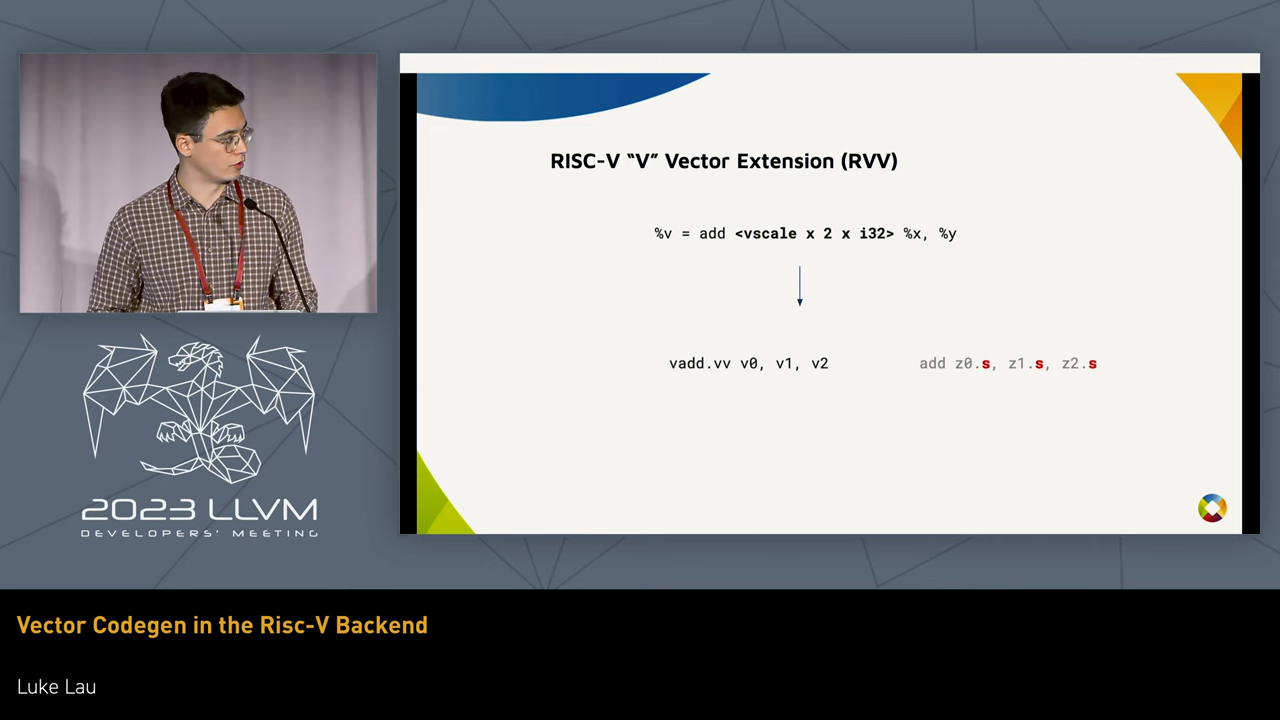 RISC-V “V” Vector Extension (RVV)
%v = add <vscale x 2 x i32> %x, %y
vadd.vv v0, v1, v2 add z0.s, z1.s, z2.s
2023 LLVM
DEVELOPERS' MEETING
Vector Codegen in the Risc-V Backend
Luke Lau